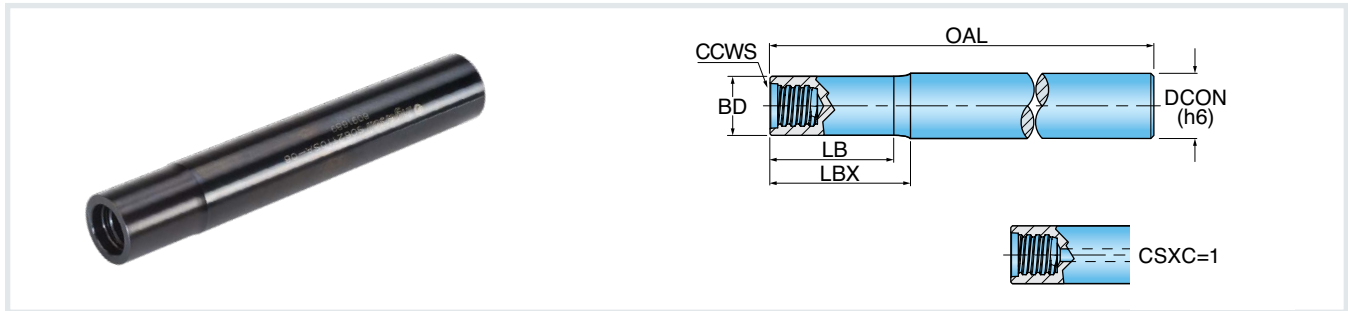 OAL
CCWS
BD
DCON
(h6)
LB
LBX
CSXC=1